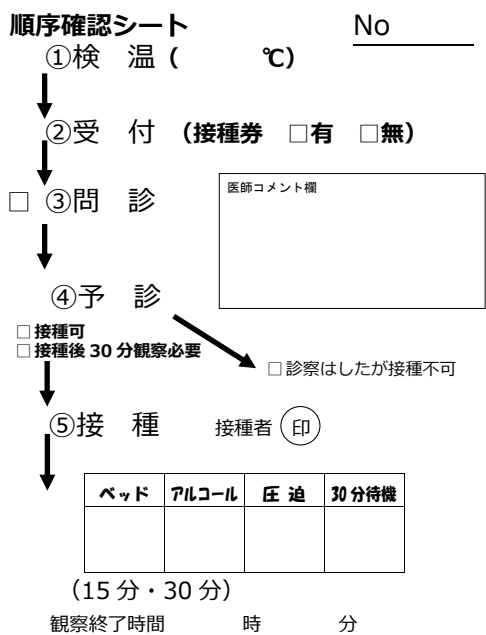 順序確認シート No
①検 温( ℃)
②受 付 (接種券 □有 □無)
□ ③問 診
医師コメント欄
④予 診
□接種可
□接種後30分観察必要
□診察はしたが接種不可
⑤接 種 接種者 印
ベッド アルコール 圧迫 30分待機
(15分・30分)
観察終了時間 時 分